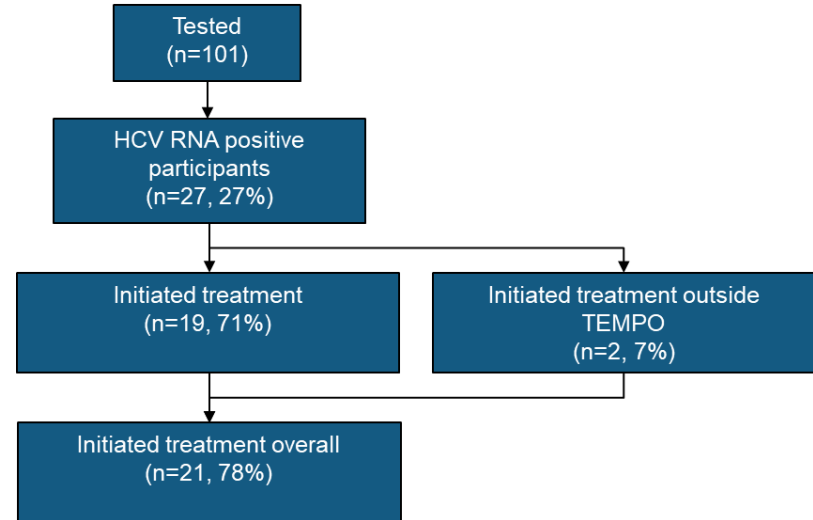 Tested
(n=101)
HCV RNA positive
participants
(n=27, 27%)
Initiated treatment
(n=19, 71%)
Initiated treatment outside
TEMPO
(n=2, 7%)
Initiated treatment overall
(n=21, 78%)